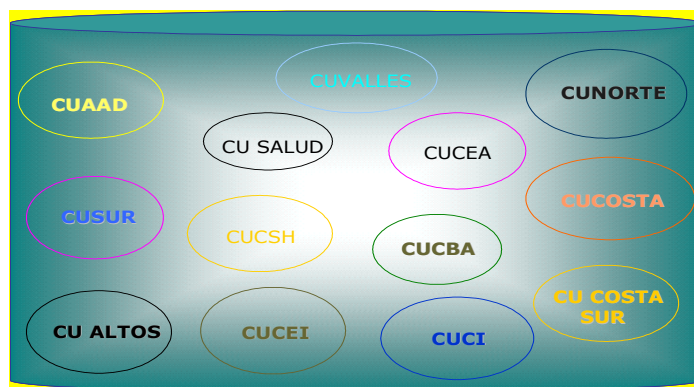 CUVALLES
CUNORTE
CUAAD
CU SALUD
CUCEA
CUCOSTA
CUSUR
CUCSH
CUCBA
CU COSTA
SUR
CU ALTOS
CUCEI
CUCI